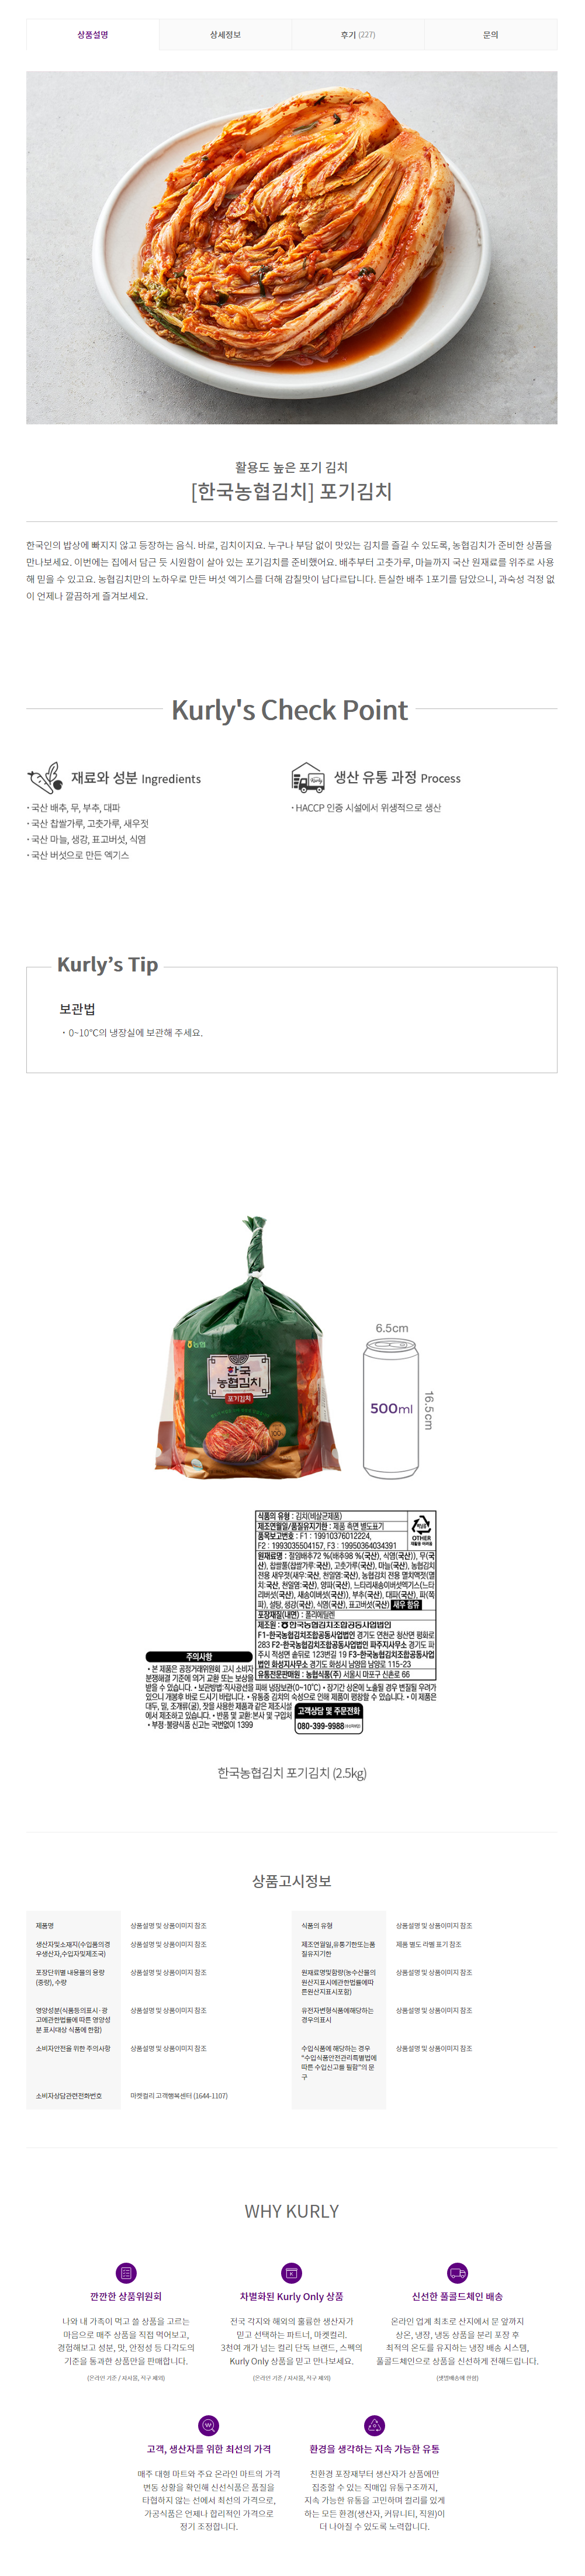 상품설명
상세정보
후기 (227)
문의
활용도 높은 포기 김치
[한국농협김치] 포기김치
한국인의 밥상에 빠지지 않고 등장하는 음식. 바로, 김치이지요. 누구나 부담 없이 맛있는 김치를 즐길 수 있도록, 농협김치가 준비한 상품을
만나보세요. 이번에는 집에서 담근 듯 시원함이 살아 있는 포기김치를 준비했어요. 배추부터 고춧가루, 마늘까지 국산 원재료를 위주로 사용
해 믿을 수 있고요. 농협김치만의 노하우로 만든 버섯 엑기스를 더해 감칠맛이 남다르답니다. 튼실한 배추 1포기를 담았으니, 과숙성 걱정 없
이 언제나 깔끔하게 즐겨보세요.
Kurly's Check Point
재료와 성분 Ingredients
· 국산 배추, 무, 부추, 대파
· 국산 찹쌀가루, 고춧가루, 새우젓
· 국산 마늘, 생강, 표고버섯, 식염
· 국산 버섯으로 만든 엑기스
생산 유통 과정 Process
· HACCP 인증 시설에서 위생적으로 생산
Kurly's Tip
보관법
· 0~10℃의 냉장실에 보관해 주세요.
농협
한국
농협김치
포기김치
6.5cm
500ml
16.5cm
식품의 유형 : 김치(비살균제품)
제조연월일/품질유지기한 : 제품 측면 별도표기
품목보고번호 : F1 : 19910376012224,
F2 : 1993035504157, F3 : 19950364034391
OTHER
원재료명 : 절임배추72 %(배추98 %(국산), 식염(국산)), 무(국
산), 찹쌀풀(찹쌀가루:국산), 고춧가루(국산), 마늘(국산), 농협김치
전용 새우젓(새우:국산, 천일염:국산), 농협김치 전용 멸치액젓(멸
치:국산, 천일염:국산), 양파(국산), 느타리새송이버섯엑기스(느타
리버섯(국산), 새송이버섯(국산)), 부추(국산), 대파(국산), 파(쪽
파), 설탕, 생강(국산), 식염(국산), 표고버섯(국산) 새우 함유
포장재질(내면) : 폴리에틸렌
제조원 : 한국농협김치조합공동사업법인
F1-한국농협김치조합공동사업법인 경기도 연천군 청산면 평화로
283 F2-한국농협김치조합공동사업법인 파주지사무소 경기도 파
주시 적성면 솔뒤로 123번길 19 F3-한국농협김치조합공동사업
법인 화성지사무소 경기도 화성시 남양읍 남양로 115-23
유통전문판매원 : 농협식품(주) 서울시 마포구 신촌로 66
주의사항
• 본 제품은 공정거래위원회 고시 소비자
분쟁해결 기준에 의거 교환 또는 보상을
받을 수 있습니다. • 보관방법:직사광선을 피해 냉장보관(0~10℃) • 장기간 상온에 노출될 경우 변질될 우려가
있으니 개봉후 바로 드시기 바랍니다. • 유통중 김치의 숙성으로 인해 제품이 팽창할 수 있습니다. • 이 제품은
대두, 밀, 조개류(굴), 잣을 사용한 제품과 같은 제조시설
에서 제조하고 있습니다. • 반품 및 교환:본사 및 구입처
• 부정·불량식품 신고는 국번없이 1399
고객상담 및 주문전화
080-399-9988
한국농협김치 포기김치 (2.5kg)
상품고시정보
제품명
상품설명 및 상품이미지 참조
식품의 유형
상품설명 및 상품이미지 참조
생산자및소재지(수입품의경
우생산자,수입자및제조국)
상품설명 및 상품이미지 참조
제조연월일,유통기한또는품
질유지기한
제품 별도 라벨 표기 참조
포장단위별 내용물의 용량
(중량), 수량
상품설명 및 상품이미지 참조
원재료명및함량(농수산물의
원산지표시에관한법률에따
른원산지표시포함)
상품설명 및 상품이미지 참조
영양성분(식품등의표시·광
고에관한법률에 따른 영양성
분 표시대상 식품에 한함)
상품설명 및 상품이미지 참조
유전자변형식품에해당하는
경우의표시
상품설명 및 상품이미지 참조
소비자안전을 위한 주의사항
상품설명 및 상품이미지 참조
수입식품에 해당하는 경우
"수입식품안전관리특별법에
따른 수입신고를 필함"의 문
구
상품설명 및 상품이미지 참조
소비자상담관련전화번호
마켓컬리 고객행복센터 (1644-1107)
WHY KURLY
깐깐한 상품위원회
나와 내 가족이 먹고 쓸 상품을 고르는
마음으로 매주 상품을 직접 먹어보고,
경험해보고 성분, 맛, 안정성 등 다각도의
기준을 통과한 상품만을 판매합니다.
(온라인 기준 / 자사몰, 직구 제외)
차별화된 Kurly Only 상품
전국 각지와 해외의 훌륭한 생산자가
믿고 선택하는 파트너, 마켓컬리.
3천여 개가 넘는 컬리 단독 브랜드, 스펙의
Kurly Only 상품을 믿고 만나보세요.
(온라인 기준 / 자사몰, 직구 제외)
신선한 풀콜드체인 배송
온라인 업계 최초로 산지에서 문 앞까지
상온, 냉장, 냉동 상품을 분리 포장 후
최적의 온도를 유지하는 냉장 배송 시스템,
풀콜드체인으로 상품을 신선하게 전해드립니다.
(샛별배송에 한함)
고객, 생산자를 위한 최선의 가격
매주 대형 마트와 주요 온라인 마트의 가격
변동 상황을 확인해 신선식품은 품질을
타협하지 않는 선에서 최선의 가격으로,
가공식품은 언제나 합리적인 가격으로
정기 조정합니다.
환경을 생각하는 지속 가능한 유통
친환경 포장재부터 생산자가 상품에만
집중할 수 있는 직매입 유통구조까지,
지속 가능한 유통을 고민하며 컬리를 있게
하는 모든 환경(생산자, 커뮤니티, 직원)이
더 나아질 수 있도록 노력합니다.